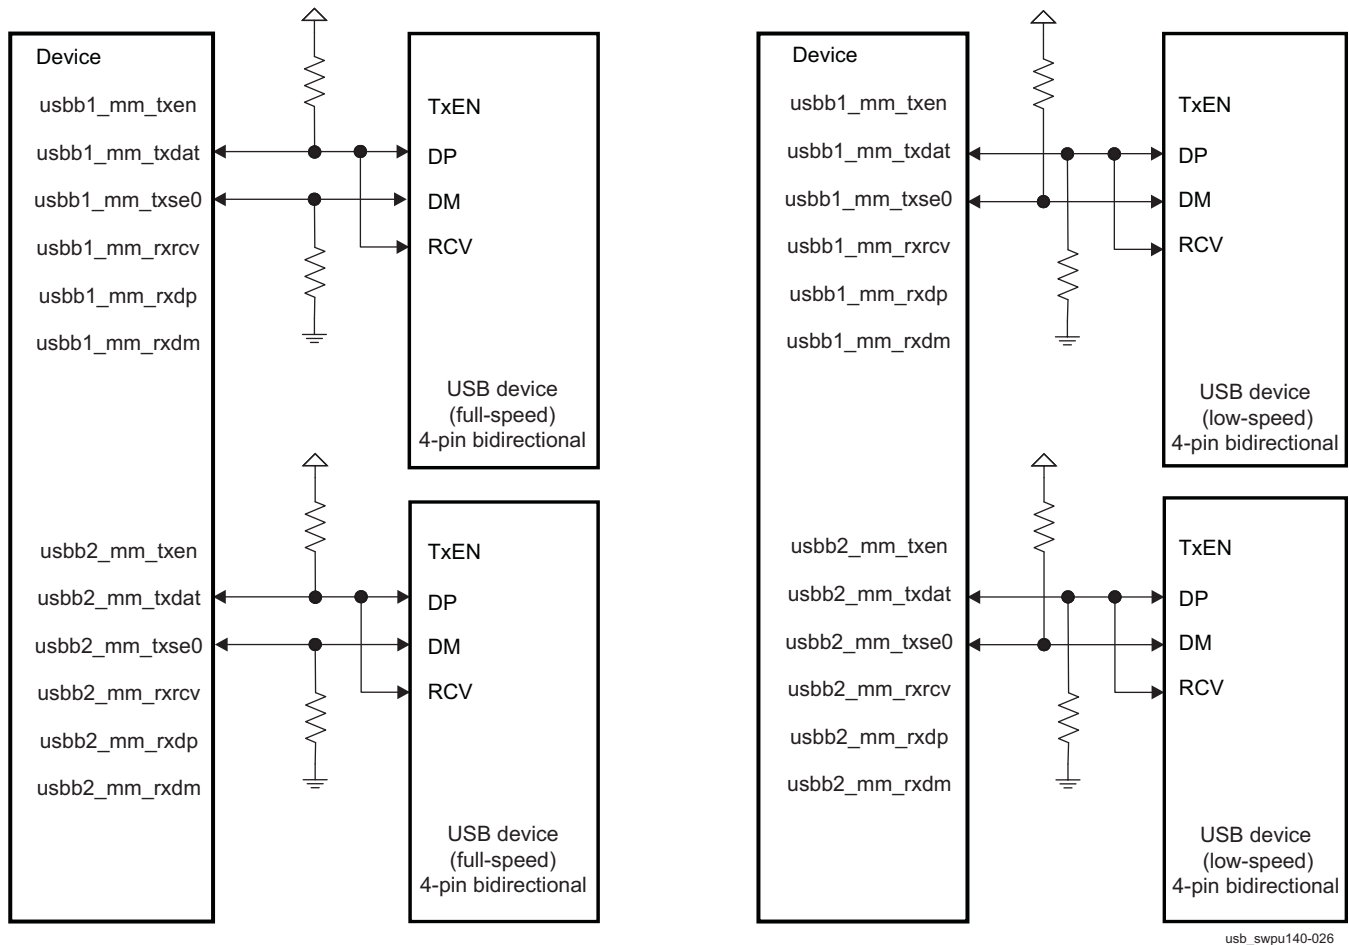 Device
usbb1_mm_txen
usbb1_mm_txdat
usbb1_mm_txse0
usbb1_mm_rxrcv
usbb1_mm_rxdp
usbb1_mm_rxdm
TxEN
DP
DM
RCV
USB device
(full-speed)
4-pin bidirectional
usbb2_mm_txen
usbb2_mm_txdat
usbb2_mm_txse0
usbb2_mm_rxrcv
usbb2_mm_rxdp
usbb2_mm_rxdm
TxEN
DP
DM
RCV
USB device
(full-speed)
4-pin bidirectional
Device
usbb1_mm_txen
usbb1_mm_txdat
usbb1_mm_txse0
usbb1_mm_rxrcv
usbb1_mm_rxdp
usbb1_mm_rxdm
TxEN
DP
DM
RCV
USB device
(low-speed)
4-pin bidirectional
usbb2_mm_txen
usbb2_mm_txdat
usbb2_mm_txse0
usbb2_mm_rxrcv
usbb2_mm_rxdp
usbb2_mm_rxdm
TxEN
DP
DM
RCV
USB device
(low-speed)
4-pin bidirectional
usb_swpu140-026